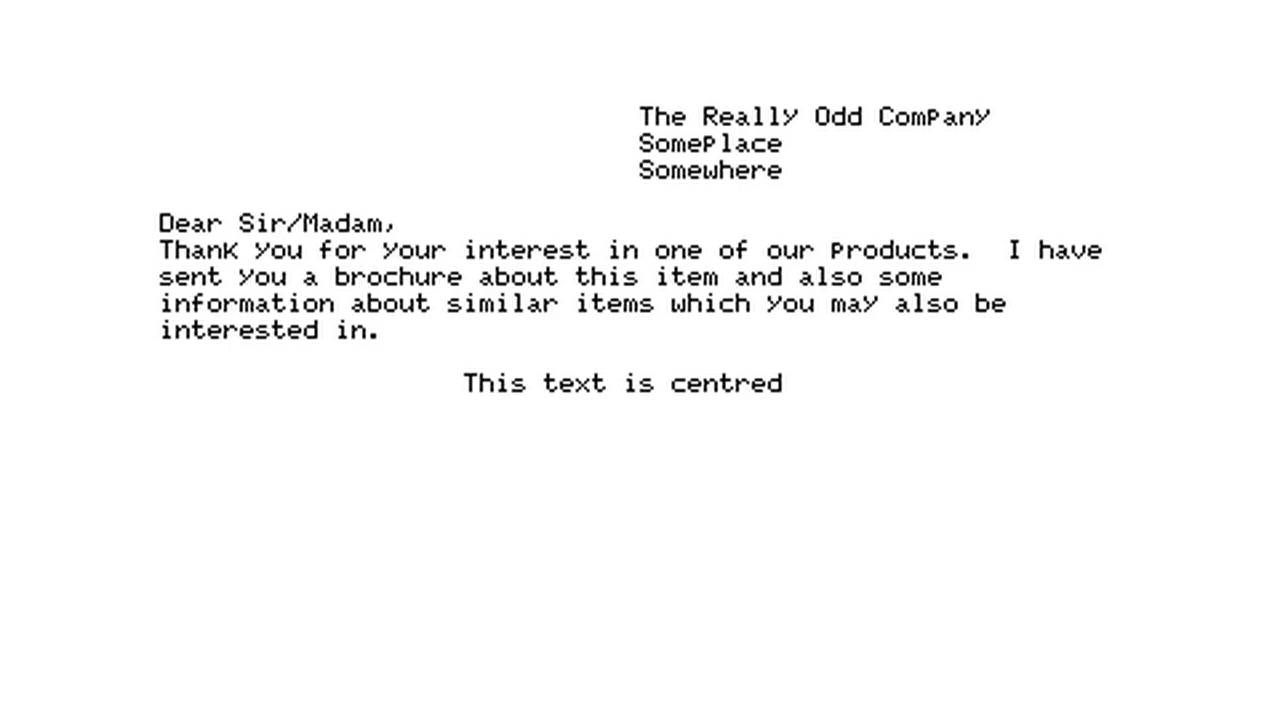 The Really Odd Company
Someplace
Somewhere
Dear Sir/Madam,
Thank you for your interest in one of our products.  I have
sent you a brochure about this item and also some
information about similar items which you may also be
interested in.
This text is centred